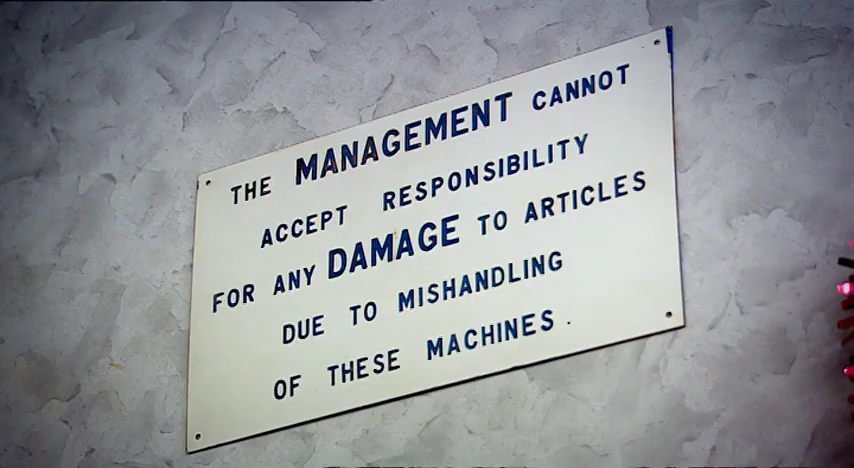 THE MANAGEMENT CANNOT
ACCEPT RESPONSIBILITY
FOR ANY DAMAGE TO ARTICLES
DUE TO MISHANDLING
OF THESE MACHINES.